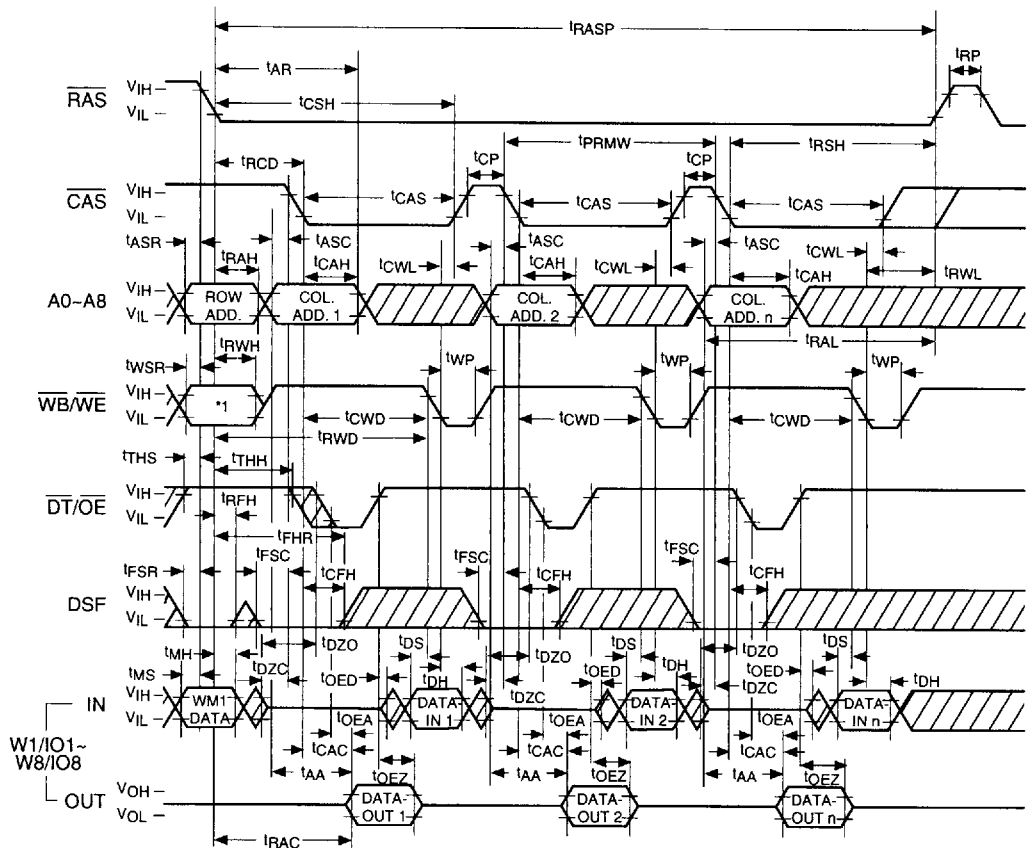 tRASP
tAR
tRP
RAS
VIH
VIL
tCSH
tRCD
tCP
tPRMW
tCP
tRSH
CAS
VIH
VIL
tCAS
tCAS
tCAS
tASR
tRAH
tASC
tCAH
tCWL
tASC
tCAH
tCWL
tASC
tCWL
tCAH
tRWL
A0~A8
VIH
VIL
ROW ADD.
COL. ADD. 1
COL. ADD. 2
COL. ADD. n
tWSR
tRWH
tWP
tWP
tRAL
tWP
WB/WE
VIH
VIL
*1
tCWD
tCWD
tCWD
tRWD
tTHS
tTHH
DT/OE
VIH
VIL
tRFH
tFHR
tFSR
tFSC
tCFH
tFSC
tCFH
tFSC
tCFH
DSF
VIH
VIL
tMH
tDZO
tDS
tDZO
tDS
tDZO
tDS
tMS
tDZC
tOED
tDH
tDZC
tOED
tDH
tDZC
tOED
tDH
IN
VIH
VIL
WM1 DATA
DATA-IN 1
DATA-IN 2
DATA-IN n
W1/IO1~
W8/IO8
tOEA
tOEA
tOEA
tCAC
tCAC
tCAC
tAA
tOEZ
tAA
tOEZ
tAA
tOEZ
OUT
VOH
VOL
DATA-OUT 1
DATA-OUT 2
DATA-OUT n
tRAC